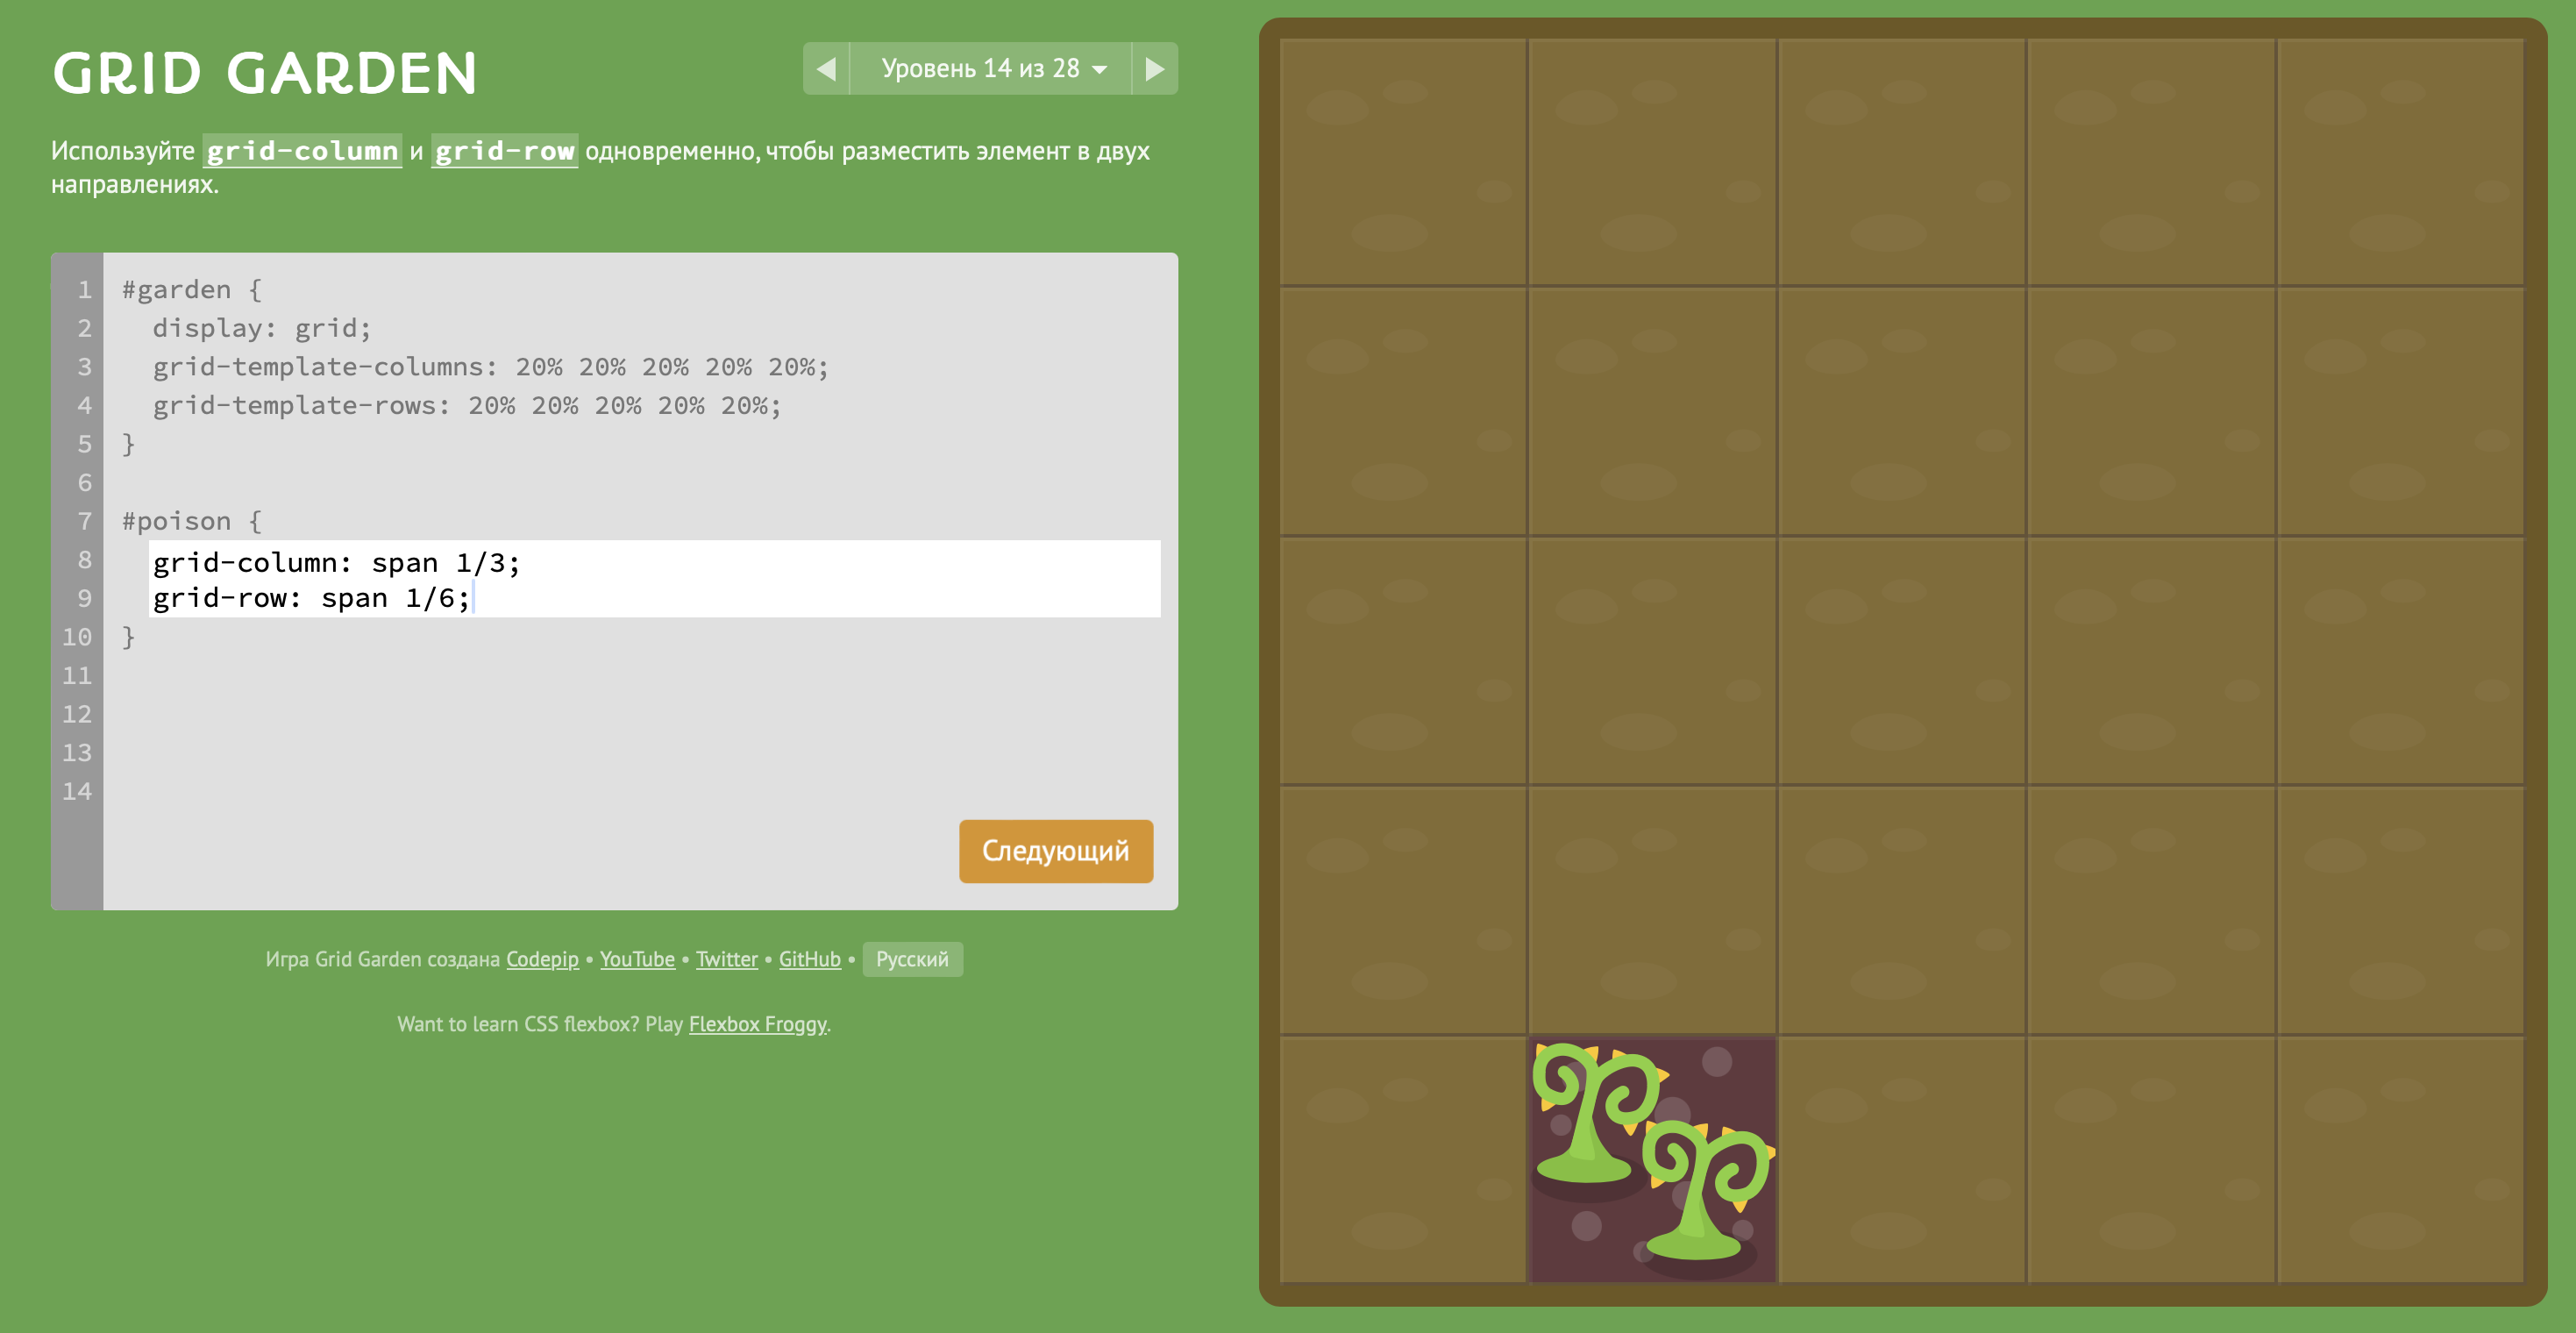 GRID GARDEN
Уровень 14 из 28
Используйте grid-column и grid-row одновременно, чтобы разместить элемент в двух
направлениях.
1 #garden {
2 display: grid;
3 grid-template-columns: 20% 20% 20% 20% 20%;
4 grid-template-rows: 20% 20% 20% 20% 20%;
5 }
6
7 #poison {
8 grid-column: span 1/3;
9 grid-row: span 1/6;
10 }
11
12
13
14
Следующий
Игра Grid Garden создана Codepip • YouTube • Twitter • GitHub • Русский
Want to learn CSS flexbox? Play Flexbox Froggy.